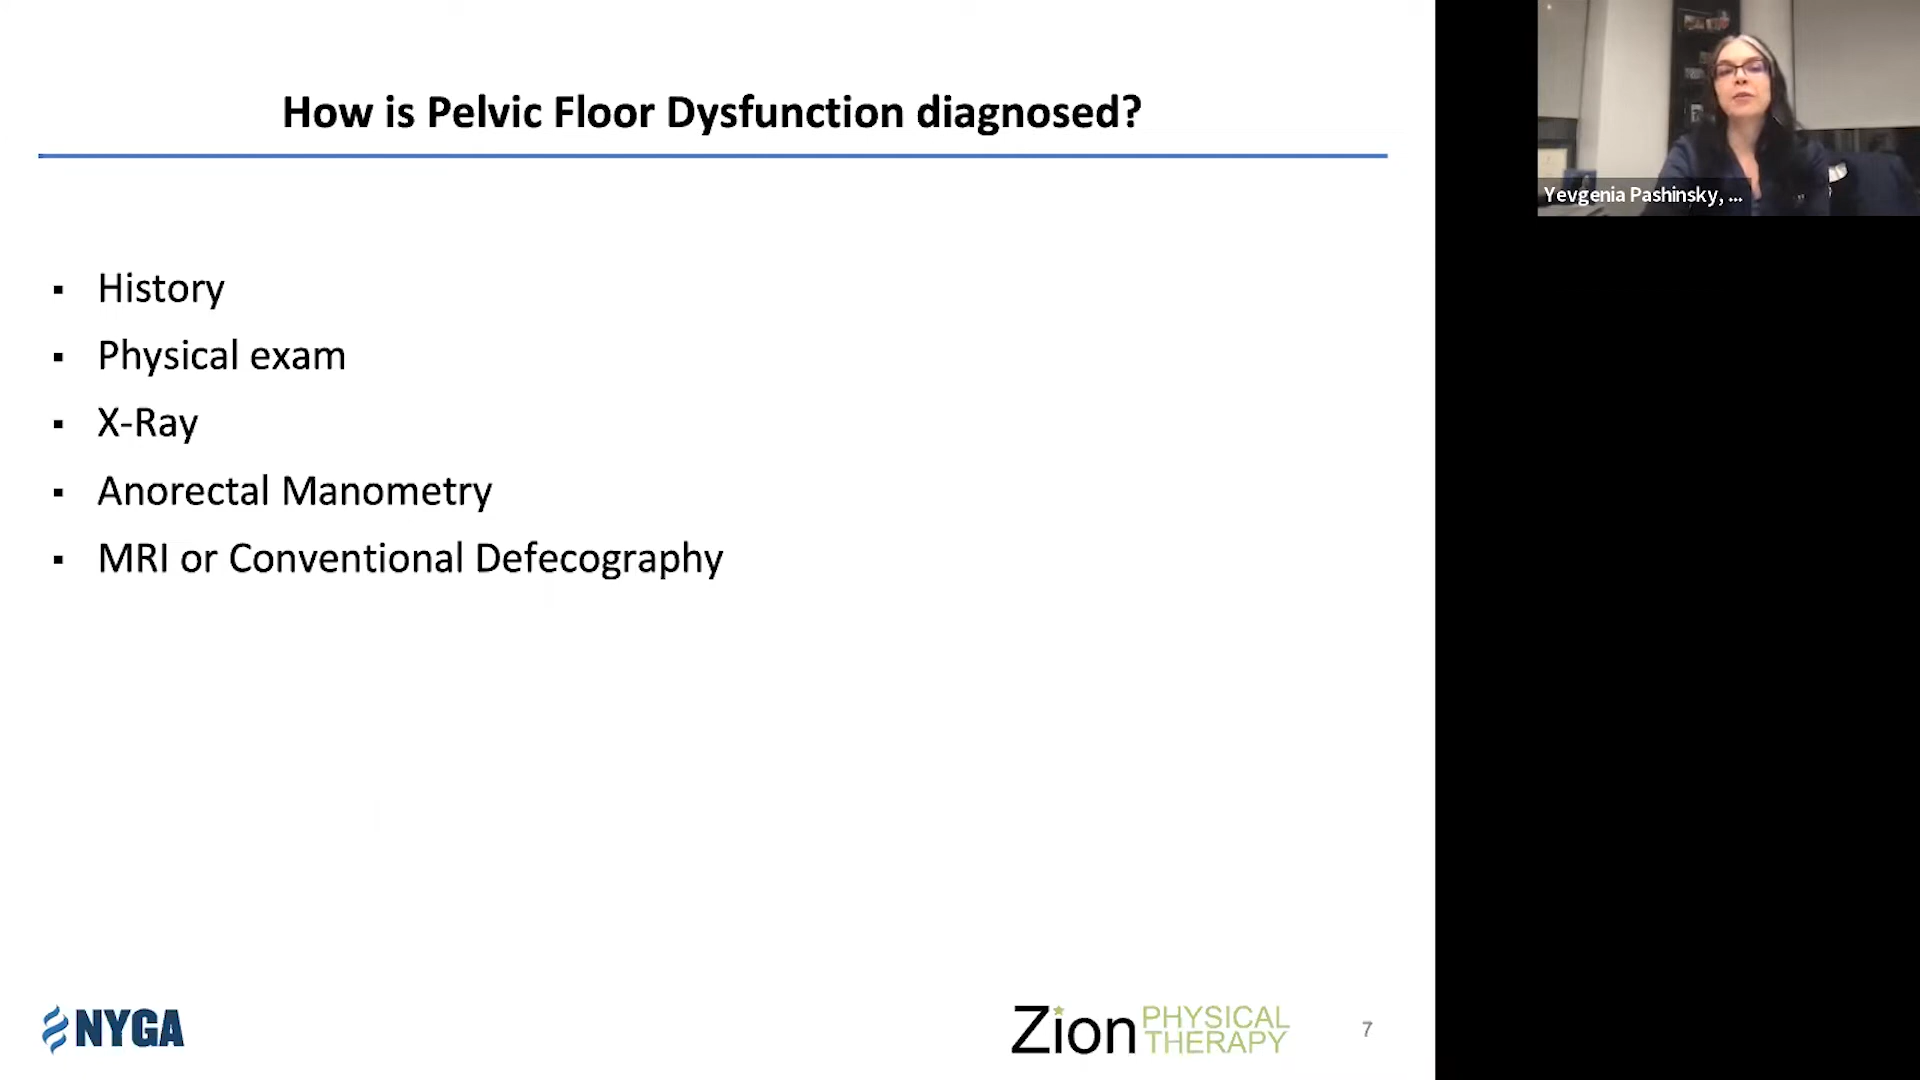 How is Pelvic Floor Dysfunction diagnosed?
▪ History
▪ Physical exam
▪ X-Ray
▪ Anorectal Manometry
▪ MRI or Conventional Defecography
NYGA
Zion PHYSICAL THERAPY
7
Yevgenia Pashinsky, ...